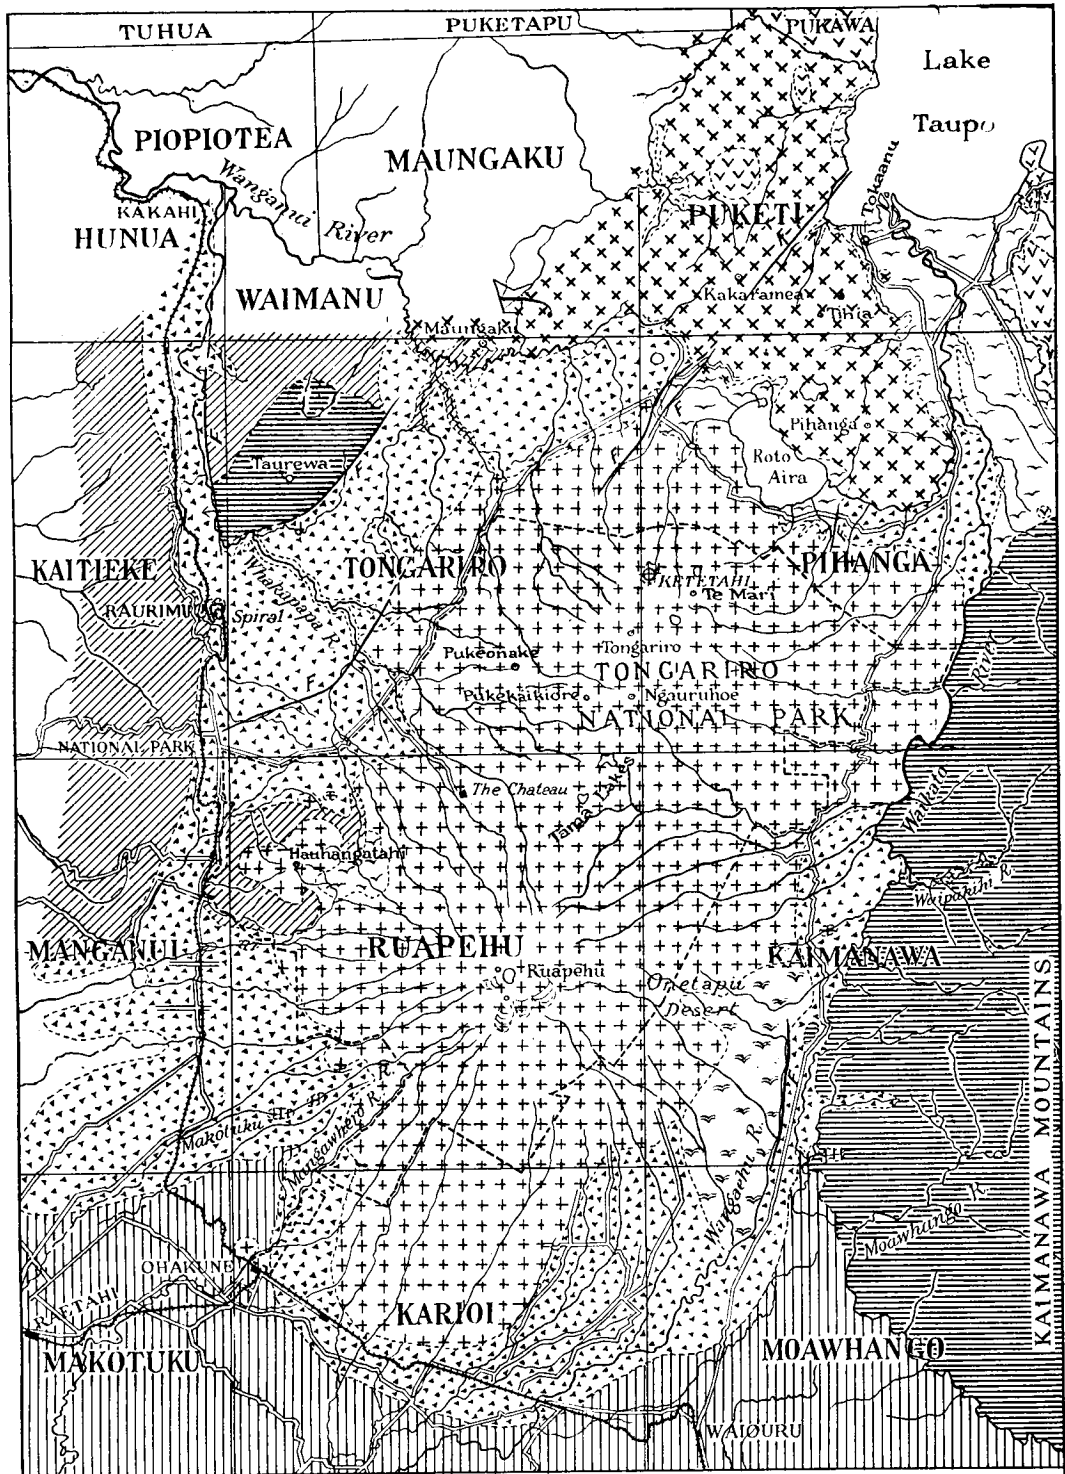 TUHUA
PUKETAPU
PUKAWA
Lake
Taupo
PIOPIOTEA
MAUNGAKU
Wanganui River
Tokaanu
KAKAHI
HUNUA
PUKETI
WAIMANU
Kakaramea
Tihia
Maungaku
F
F
Pihanga
Roto
Aira
Taurewa
F
KAITIEKE
TONGARIRO
PIHANGA
Whakapapa R.
KETETAHI
Te Mari
RAURIMU
Spiral
Tongariro
Pukeonake
TONGARIRO
River
F
Pukekaikiore
Ngauruhoe
NATIONAL PARK
NATIONAL PARK
The Chateau
Tama Lakes
Waikato
Hauhangatahi
Waipakihi R.
MANGANUI
RUAPEHU
KAIMANAWA
Ruapehu
Onetapu
Desert
KAIMANAWA MOUNTAINS
F
Makotuku
Mangawhero R.
Wangaehu R.
Moawhango R.
OHAKUNE
RAETAHI
KARIOI
MAKOTUKU
MOAWHANGO
WAIOURU